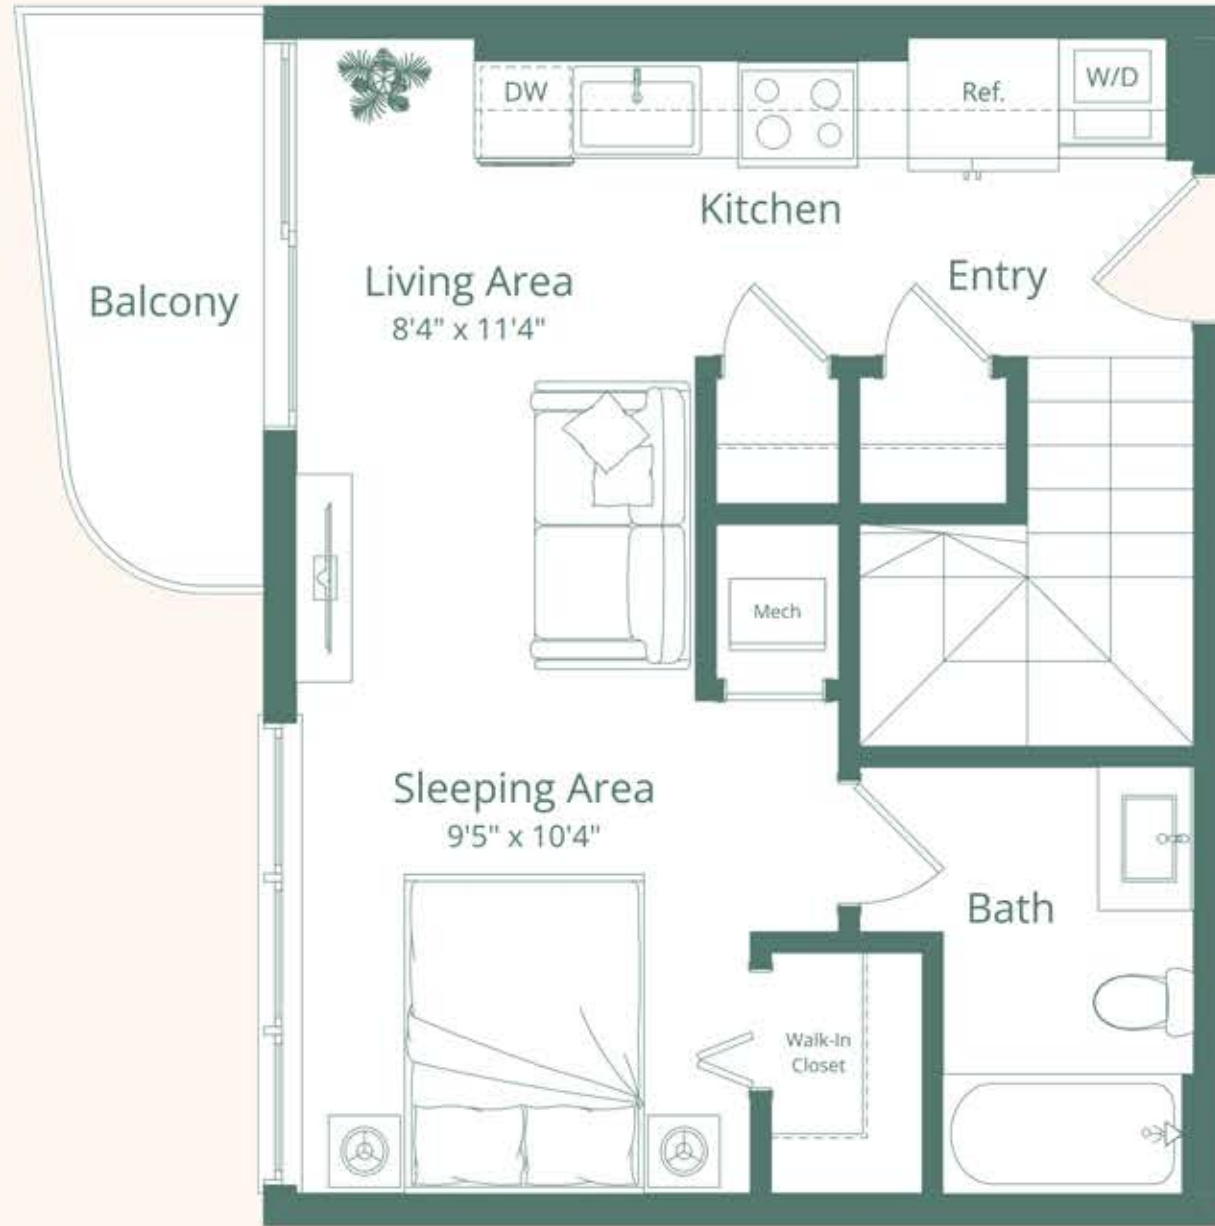 DW
Ref.
W/D
Kitchen
Entry
Living Area
8'4" x 11'4"
Balcony
Mech
Sleeping Area
9'5" x 10'4"
Bath
Walk-In
Closet